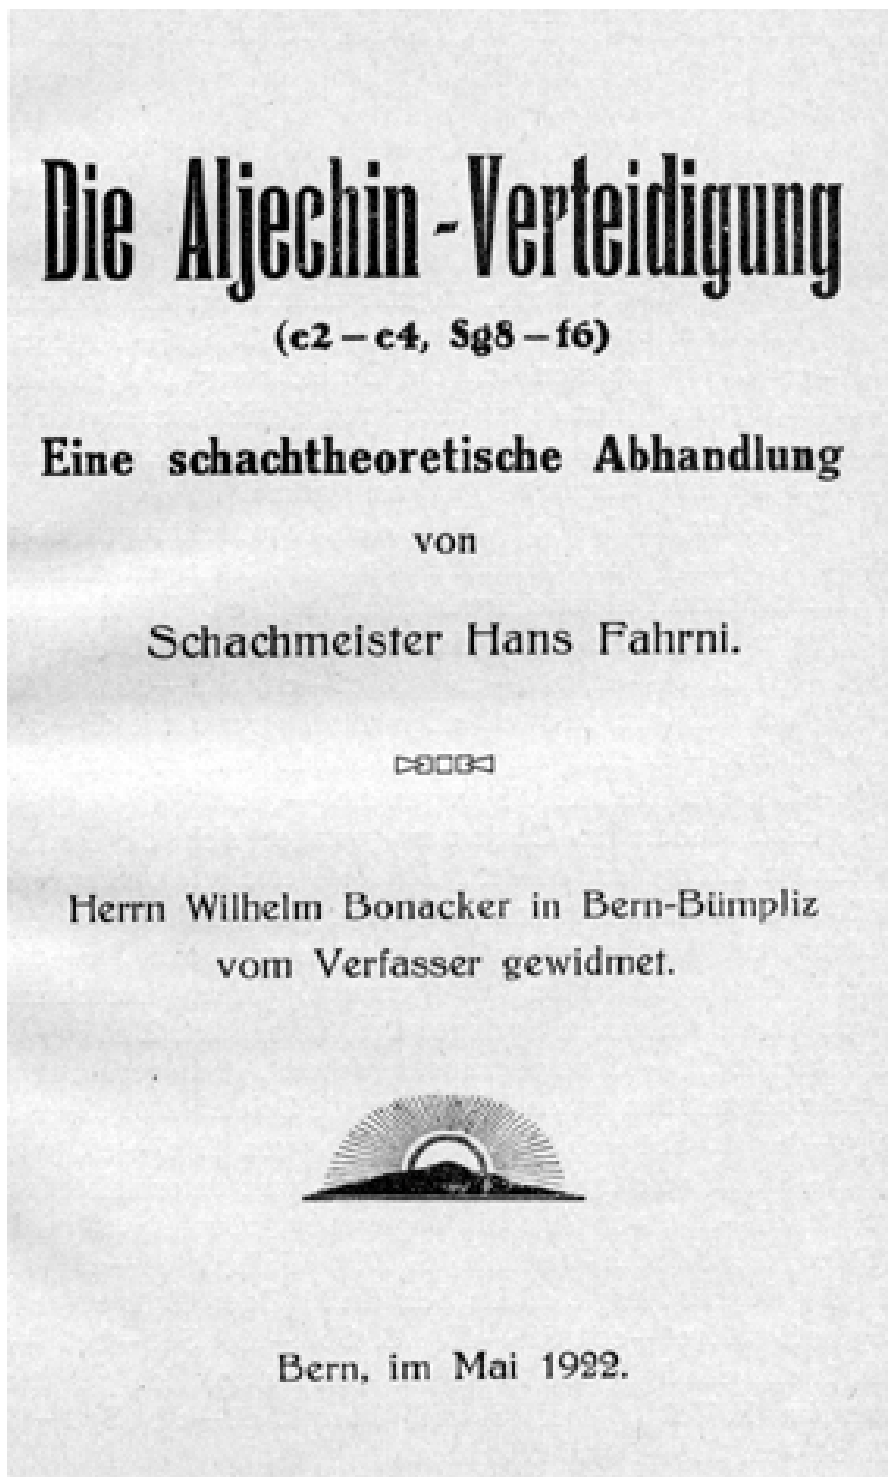 Die Aljechin-Verteidigung
(e2 – e4, Sg8 – f6)
Eine schachtheoretische Abhandlung
von
Schachmeister Hans Fahrni.
Herrn Wilhelm Bonacker in Bern-Bümpliz
vom Verfasser gewidmet.
Bern, im Mai 1922.